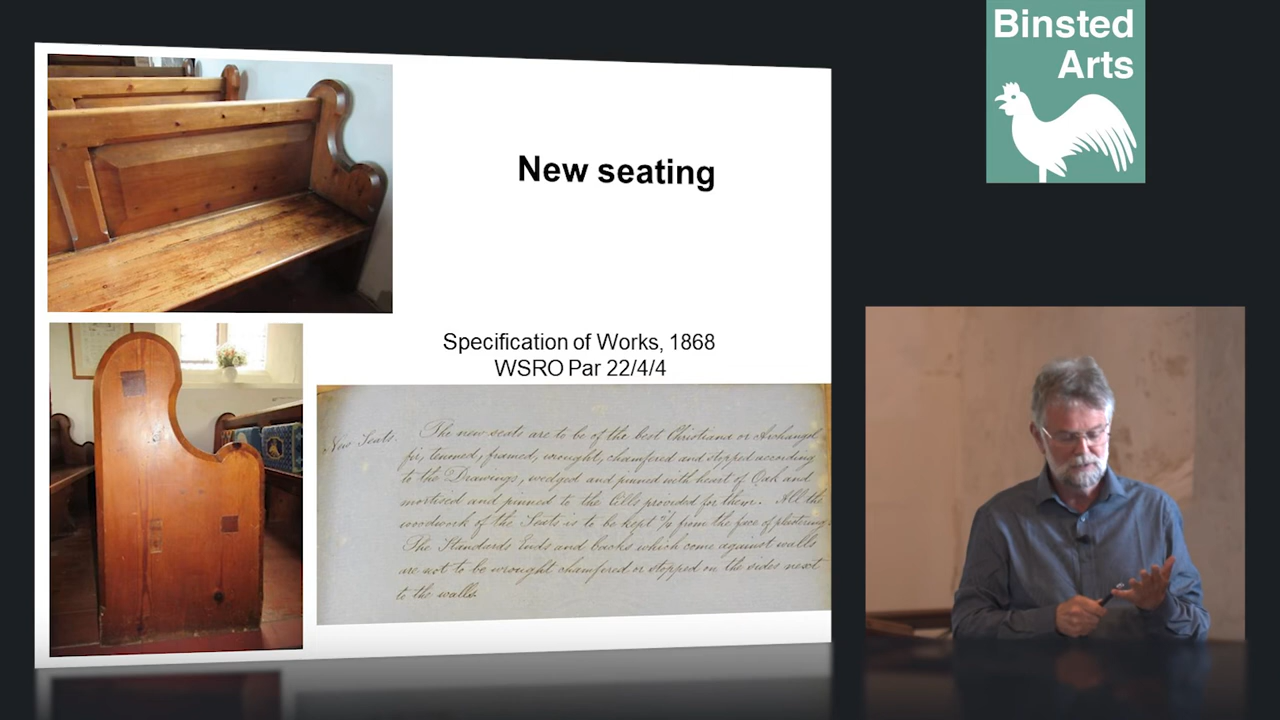 Binsted
Arts
New seating
Specification of Works, 1868
WSRO Par 22/4/4
New Seats. The new seats are to be of the best Christiana or Archangel
fir, tenoned, framed, wrought, chamfered and stopped according
to the Drawings, wedged and pinned with heart of Oak and
mortised and pinned to the Cills provided for them. All the
woodwork of the Seats is to be kept from the face of plastering
The Standards Ends and backs which come against walls
are not to be wrought chamfered or stopped on the sides next
to the walls.